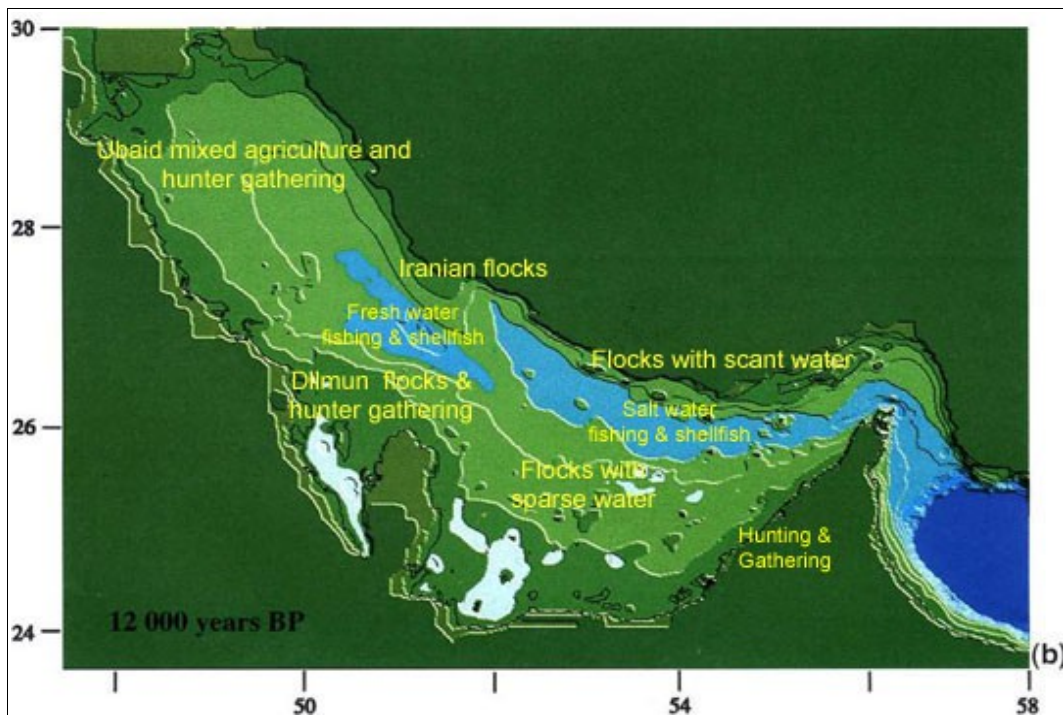 30
Ubaid mixed agriculture and
hunter gathering
28
Iranian flocks
Fresh water
fishing & shellfish
Flocks with scant water
Dilmun flocks &
hunter gathering
26
Salt water
fishing & shellfish
Flocks with
sparse water
Hunting &
Gathering
12 000 years BP
24
(b)
50
54
58